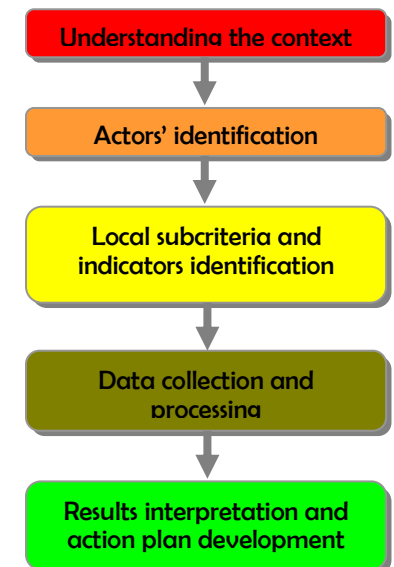 Understanding the context
Actors' identification
Local subcriteria and
indicators identification
Data collection and
processing
Results interpretation and
action plan development